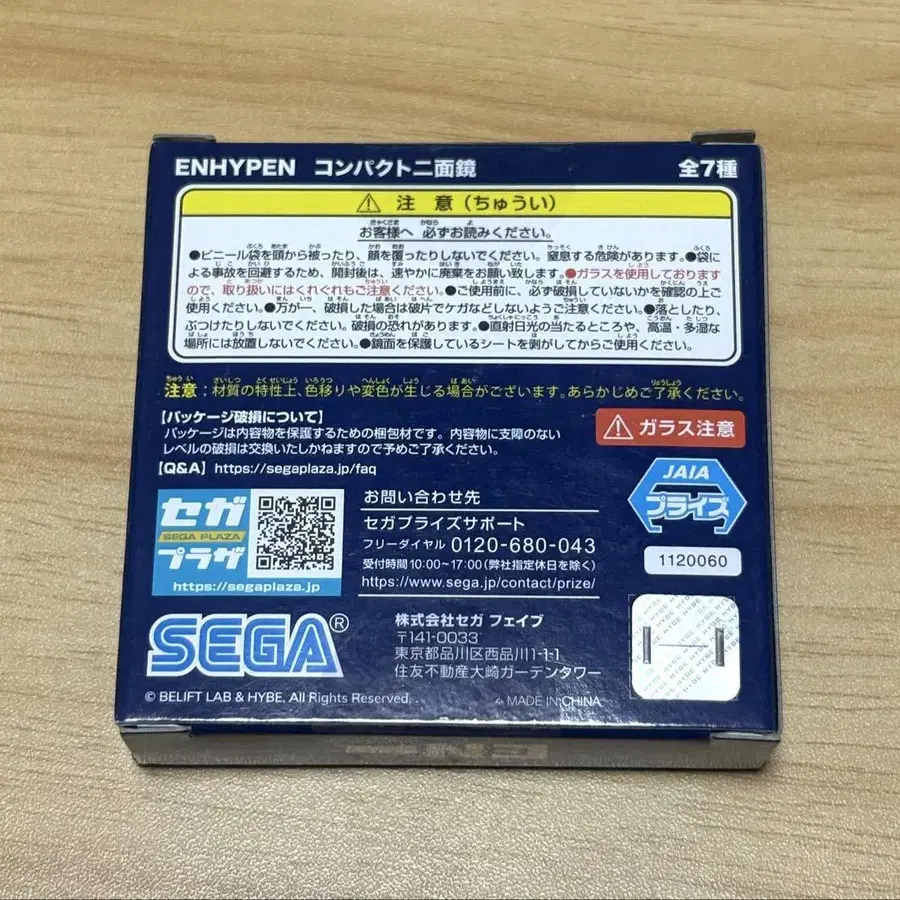 ENHYPEN コンパクト二面鏡 全7種
⚠ 注 意（ちゅうい）
お客様へ 必ずお読みください。
●ビニール袋を頭から被ったり、顔を覆ったりしないでください。窒息する危険があります。●袋に
よる事故を回避するため、開封後は、速やかに廃棄をお願い致します。●ガラスを使用しております
ので、取り扱いにはくれぐれもご注意ください。●ご使用前に、必ず破損していないかを確認の上ご
使用ください。●万が一、破損した場合は破片でケガなどしないようご注意ください。●落としたり、
ぶつけたりしないでください。破損の恐れがあります。●直射日光の当たるところや、高温・多湿な
場所には放置しないでください。●鏡面を保護しているシートを剥がしてからご使用ください。
注意：材質の特性上、色移りや変色が生じる場合がございます。あらかじめご了承ください。
【パッケージ破損について】
パッケージは内容物を保護するための梱包材です。内容物に支障のない
レベルの破損は交換いたしかねますので予めご了承ください。
【Q&A】https://segaplaza.jp/faq
⚠ ガラス注意
JAIA
プライズ
1120060
セガ
SEGA PLAZA
プラザ
https://segaplaza.jp
お問い合わせ先
セガプライズサポート
フリーダイヤル 0120-680-043
受付時間10:00~17:00（弊社指定休日を除く）
https://www.sega.jp/contact/prize/
SEGA®
株式会社セガ フェイブ
〒141-0033
東京都品川区西品川1-1-1
住友不動産大崎ガーデンタワー
© BELIFT LAB & HYBE. All Rights Reserved.
MADE IN CHINA